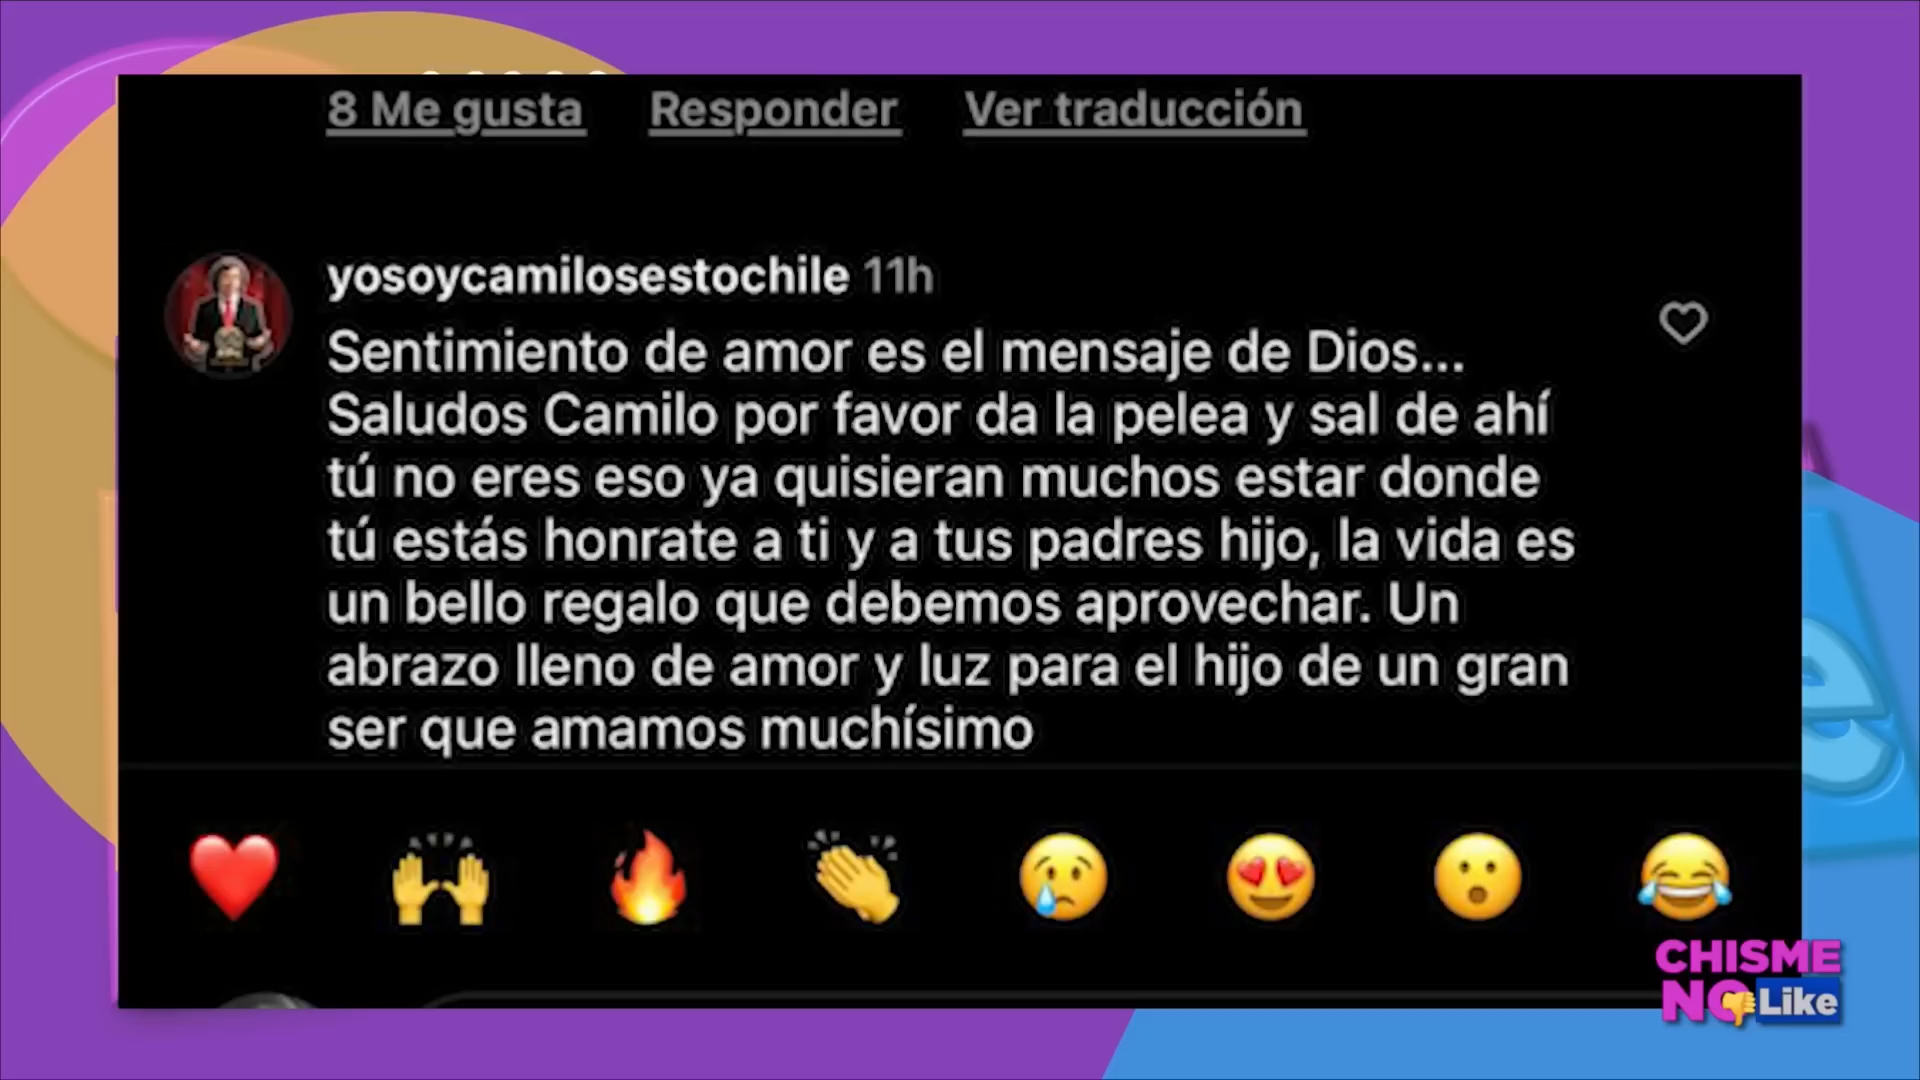 8 Me gusta Responder Ver traducción
yosoycamilosestochile 11h
Sentimiento de amor es el mensaje de Dios...
Saludos Camilo por favor da la pelea y sal de ahí
tú no eres eso ya quisieran muchos estar donde
tú estás honrate a ti y a tus padres hijo, la vida es
un bello regalo que debemos aprovechar. Un
abrazo lleno de amor y luz para el hijo de un gran
ser que amamos muchísimo
CHISME
NO Like